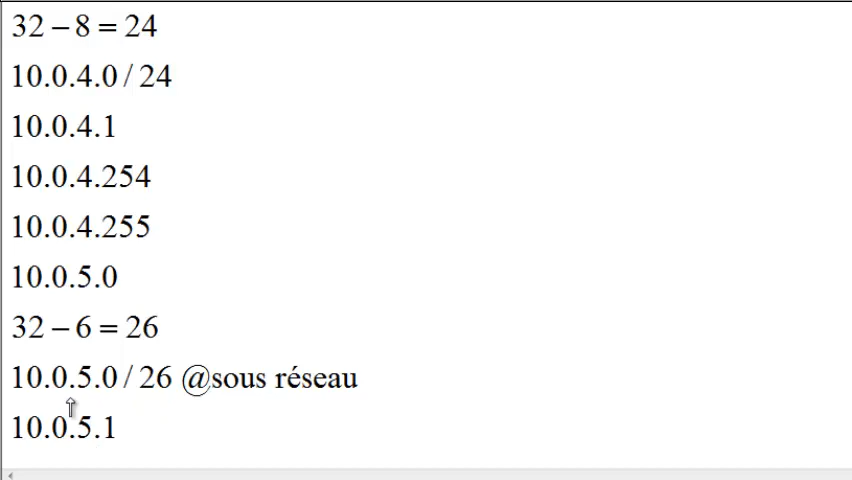 32 − 8 = 24
10.0.4.0 / 24
10.0.4.1
10.0.4.254
10.0.4.255
10.0.5.0
32 − 6 = 26
10.0.5.0 / 26 @sous réseau
10.0.5.1